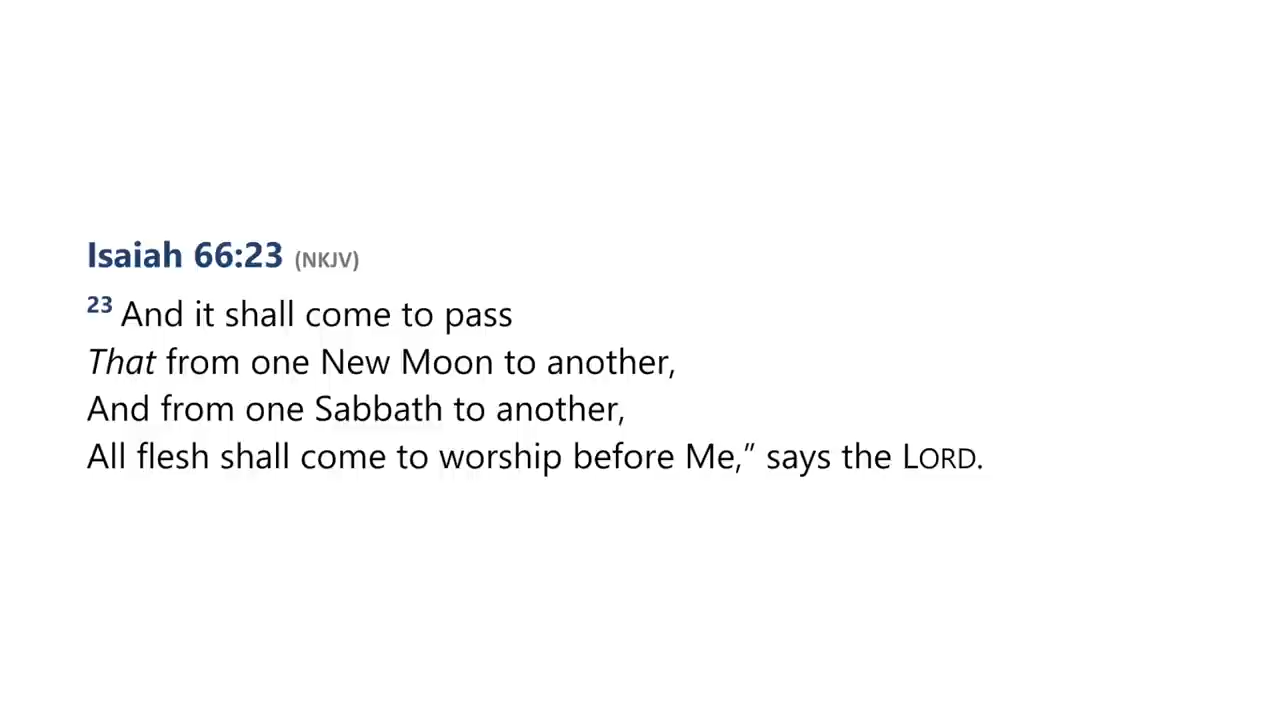 Isaiah 66:23 (NKJV)
23 And it shall come to pass
That from one New Moon to another,
And from one Sabbath to another,
All flesh shall come to worship before Me,” says the LORD.